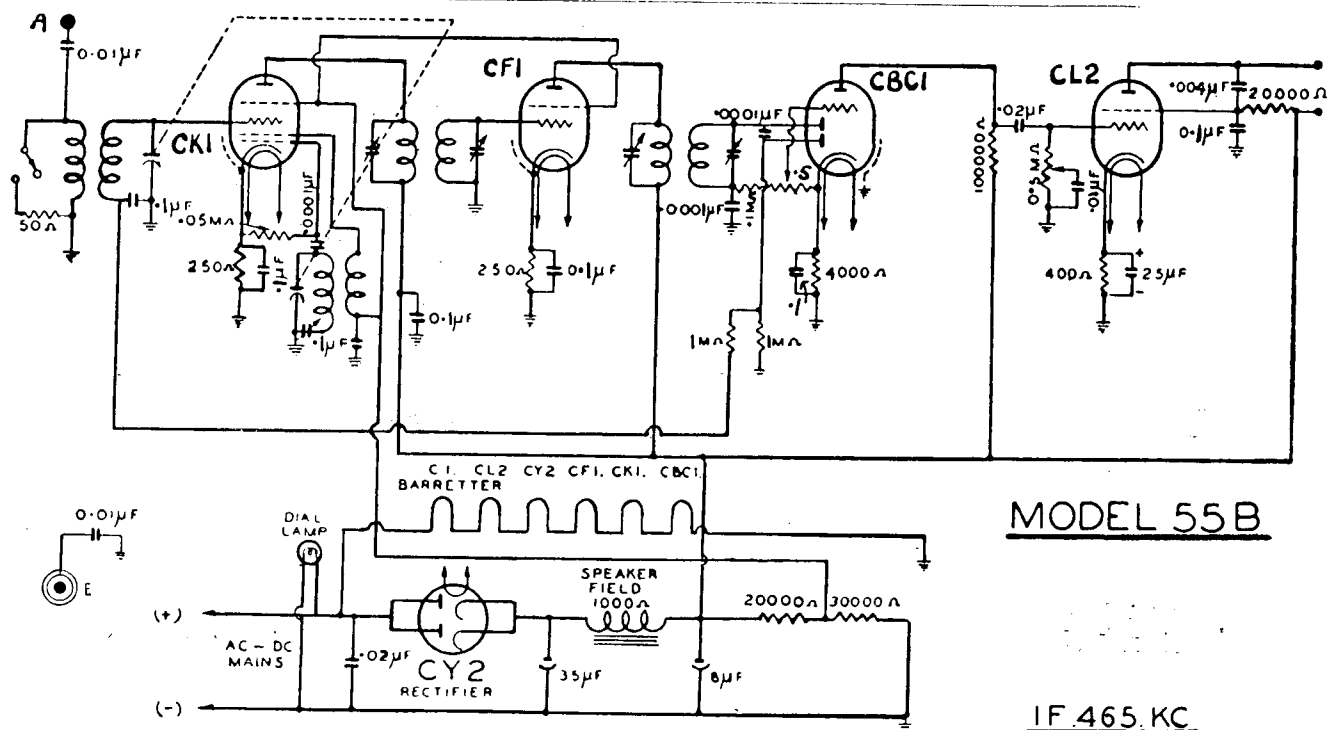 A
0.01µF
CK1
CF1
CBC1
CL2
.0001µF
.02µF
.004µF
20000Ω
0.1µF
100000Ω
0.5MΩ
.01µF
.5
.1MΩ
0.001µF
50Ω
.1µF
.05MΩ
.0001µF
250Ω
.1µF
.1µF
0.1µF
250Ω
0.1µF
4000Ω
.1
400Ω
+
25µF
-
1MΩ
1MΩ
C1. CL2 CY2 CF1. CK1. CBC1.
BARRETTER
MODEL 55B
0.01µF
E
DIAL
LAMP
SPEAKER
FIELD
1000Ω
20000Ω
30000Ω
(+)
AC ~ DC
MAINS
.02µF
CY2
RECTIFIER
35µF
8µF
(-)
IF.465.KC